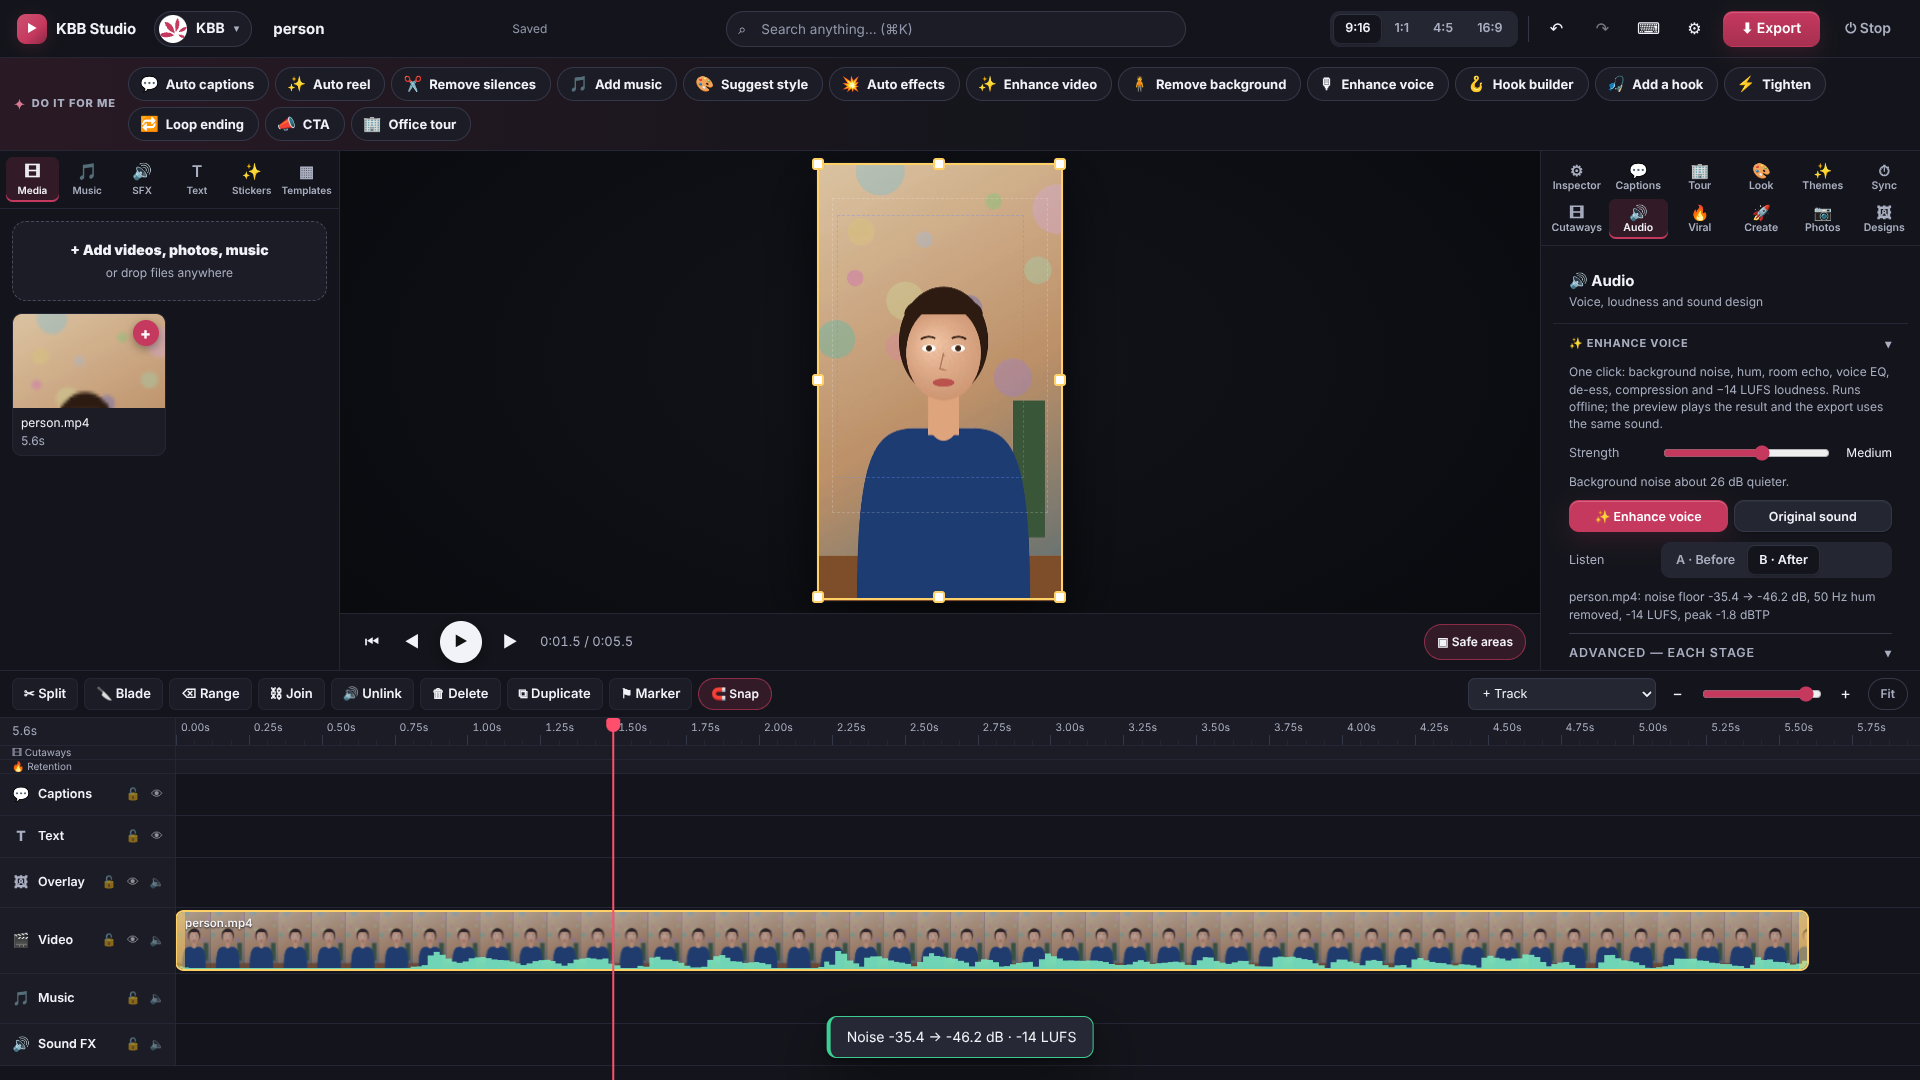 KBB Studio
KBB
person
Saved
Search anything... (⌘K)
9:16 1:1 4:5 16:9
Export
Stop
DO IT FOR ME
Auto captions
Auto reel
Remove silences
Add music
Suggest style
Auto effects
Enhance video
Remove background
Enhance voice
Hook builder
Add a hook
Tighten
Loop ending
CTA
Office tour
Media
Music
SFX
Text
Stickers
Templates
+ Add videos, photos, music
or drop files anywhere
person.mp4
5.6s
0:01.5 / 0:05.5
Safe areas
Inspector
Captions
Tour
Look
Themes
Sync
Cutaways
Audio
Viral
Create
Photos
Designs
Audio
Voice, loudness and sound design
ENHANCE VOICE
One click: background noise, hum, room echo, voice EQ,
de-ess, compression and −14 LUFS loudness. Runs
offline; the preview plays the result and the export uses
the same sound.
Strength
Medium
Background noise about 26 dB quieter.
Enhance voice
Original sound
Listen
A · Before
B · After
person.mp4: noise floor -35.4 → -46.2 dB, 50 Hz hum
removed, -14 LUFS, peak -1.8 dBTP
ADVANCED — EACH STAGE
Split
Blade
Range
Join
Unlink
Delete
Duplicate
Marker
Snap
+ Track
− + Fit
5.6s
0.00s 0.25s 0.50s 0.75s 1.00s 1.25s 1.50s 1.75s 2.00s 2.25s 2.50s 2.75s 3.00s 3.25s 3.50s 3.75s 4.00s 4.25s 4.50s 4.75s 5.00s 5.25s 5.50s 5.75s
Cutaways
Retention
Captions
T Text
Overlay
Video
person.mp4
Music
Sound FX
Noise -35.4 → -46.2 dB · -14 LUFS